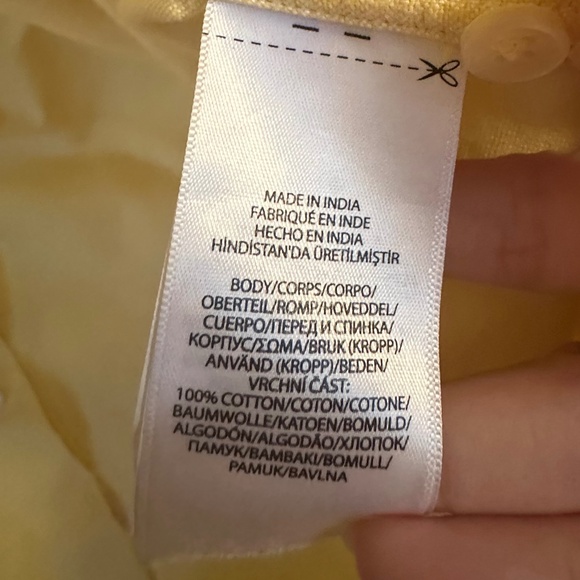 MADE IN INDIA
FABRIQUÉ EN INDE
HECHO EN INDIA
HİNDİSTAN'DA ÜRETİLMİŞTİR
BODY/CORPS/CORPO/
OBERTEIL/ROMP/HOVEDDEL/
CUERPO/ПЕРЕД И СПИНКА/
КОРПУС/ΣΩΜΑ/BRUK (KROPP)/
ANVÄND (KROPP)/BEDEN/
VRCHNÍ ČÁST:
100% COTTON/COTON/COTONE/
BAUMWOLLE/KATOEN/BOMULD/
ALGODÓN/ALGODÃO/ХЛОПОК/
ПАМУК/ΒΑΜΒΑΚΙ/BOMULL/
PAMUK/BAVLNA